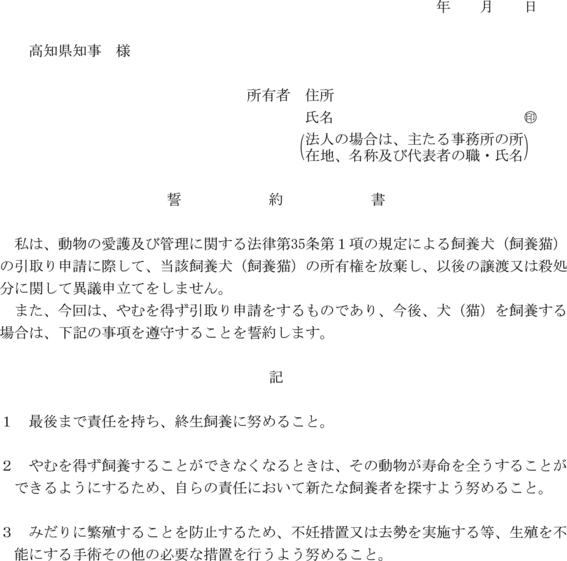 年　　月　　日
高知県知事　様
所有者　住所
氏名　　　　　　　　　　　　　㊞
(法人の場合は、主たる事務所の所
在地、名称及び代表者の職・氏名)
誓　　　　　約　　　　　書
私は、動物の愛護及び管理に関する法律第35条第１項の規定による飼養犬（飼養猫）
の引取り申請に際して、当該飼養犬（飼養猫）の所有権を放棄し、以後の譲渡又は殺処
分に関して異議申立てをしません。
また、今回は、やむを得ず引取り申請をするものであり、今後、犬（猫）を飼養する
場合は、下記の事項を遵守することを誓約します。
記
１　最後まで責任を持ち、終生飼養に努めること。
２　やむを得ず飼養することができなくなるときは、その動物が寿命を全うすることが
できるようにするため、自らの責任において新たな飼養者を探すよう努めること。
３　みだりに繁殖することを防止するため、不妊措置又は去勢を実施する等、生殖を不
能にする手術その他の必要な措置を行うよう努めること。